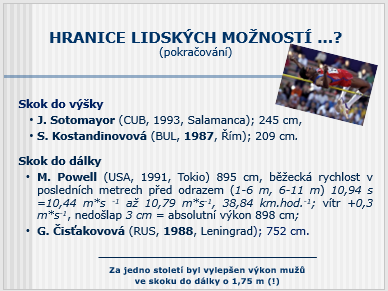 HRANICE LIDSKÝCH MOŽNOSTÍ ...?
(pokračování)
Skok do výšky
• J. Sotomayor (CUB, 1993, Salamanca); 245 cm,
• S. Kostandinovová (BUL, 1987, Řím); 209 cm.
Skok do dálky
• M. Powell (USA, 1991, Tokio) 895 cm, běžecká rychlost v
posledních metrech před odrazem (1-6 m, 6-11 m) 10,94 s
=10,44 m*s ⁻¹ až 10,79 m*s⁻¹, 38,84 km.hod.⁻¹; vítr +0,3
m*s⁻¹, nedošlap 3 cm = absolutní výkon 898 cm;
• G. Čisťakovová (RUS, 1988, Leningrad); 752 cm.
Za jedno století byl vylepšen výkon mužů
ve skoku do dálky o 1,75 m (!)